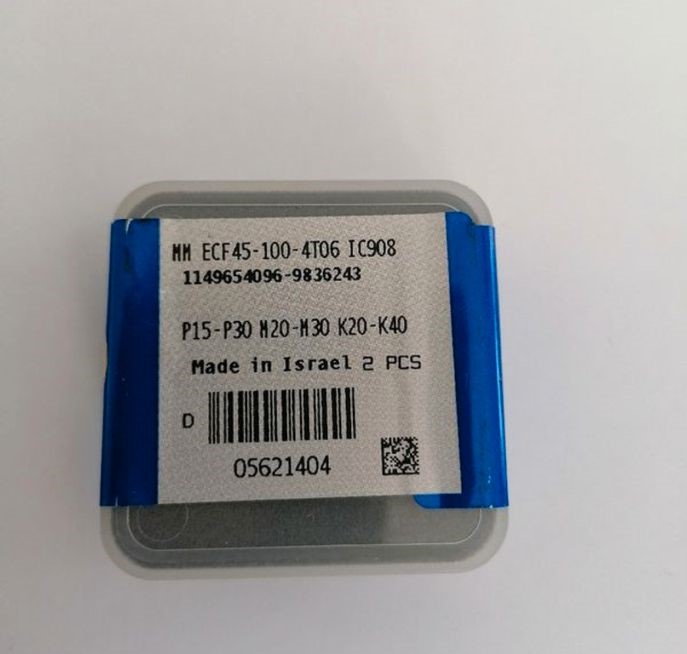 MM ECF45-100-4T06 IC908
1149654096-9836243
P15-P30 M20-M30 K20-K40
Made in Israel 2 PCS
D
05621404